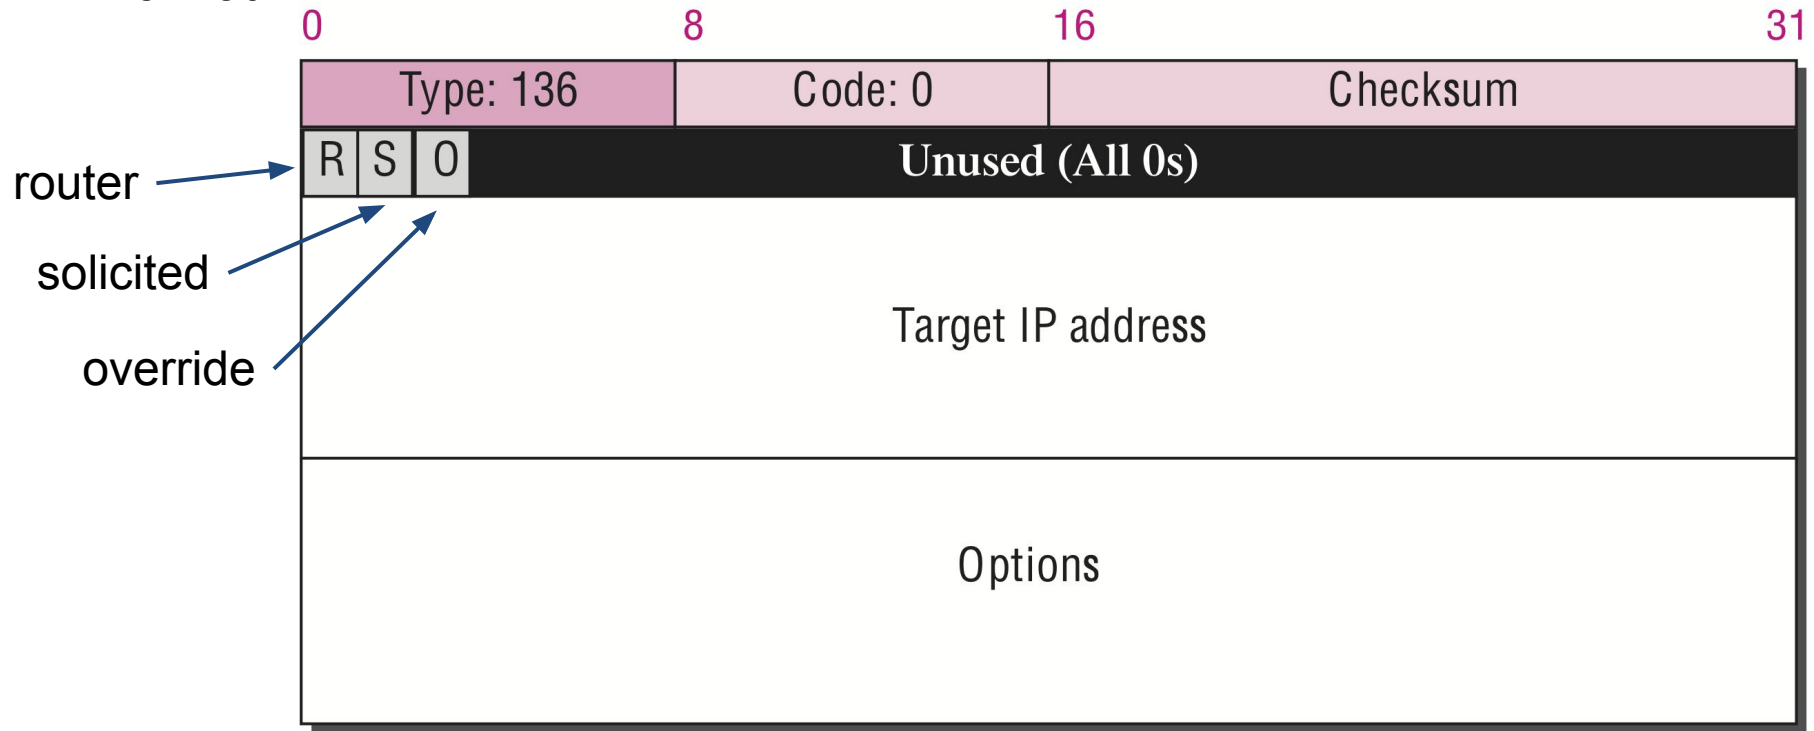 0 8 16 31
Type: 136 Code: 0 Checksum
R S O Unused (All 0s)
router
solicited
Target IP address
override
Options